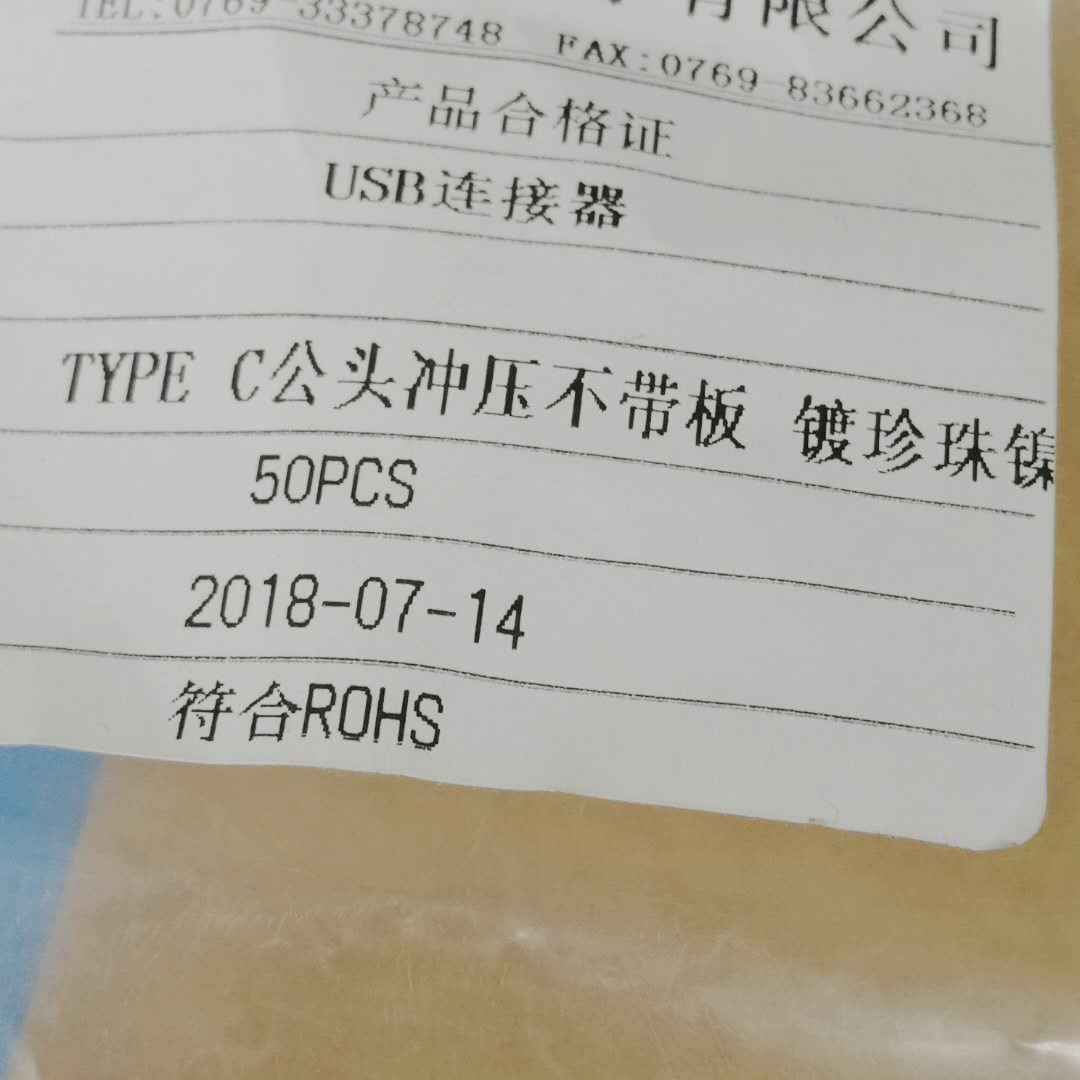 有限公司
TEL:0769-33378748 FAX:0769-83662368
产品合格证
USB连接器
TYPE C公头冲压不带板 镀珍珠镍
50PCS
2018-07-14
符合ROHS